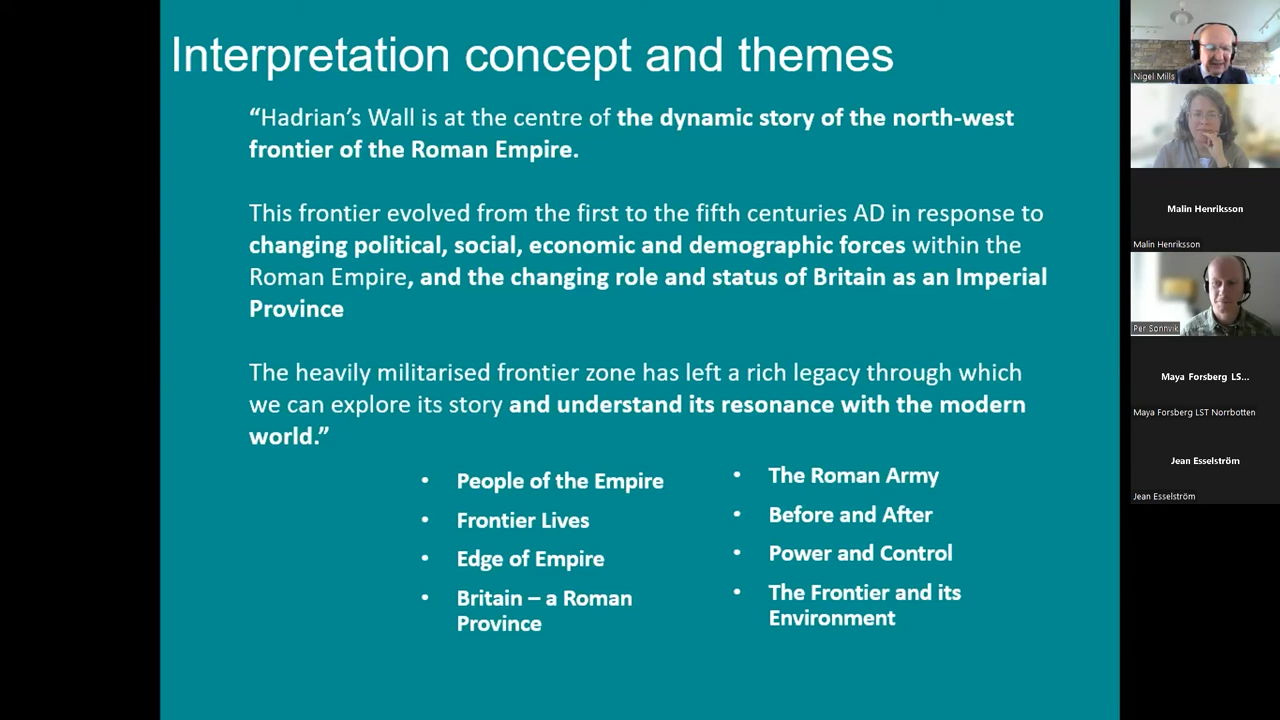 Interpretation concept and themes
“Hadrian’s Wall is at the centre of the dynamic story of the north-west
frontier of the Roman Empire.
This frontier evolved from the first to the fifth centuries AD in response to
changing political, social, economic and demographic forces within the
Roman Empire, and the changing role and status of Britain as an Imperial
Province
The heavily militarised frontier zone has left a rich legacy through which
we can explore its story and understand its resonance with the modern
world.”
• People of the Empire
• Frontier Lives
• Edge of Empire
• Britain – a Roman
Province
• The Roman Army
• Before and After
• Power and Control
• The Frontier and its
Environment
Nigel Mills
Malin Henriksson
Malin Henriksson
Per Sonnvik
Maya Forsberg LS...
Maya Forsberg LST Norrbotten
Jean Esselström
Jean Esselström